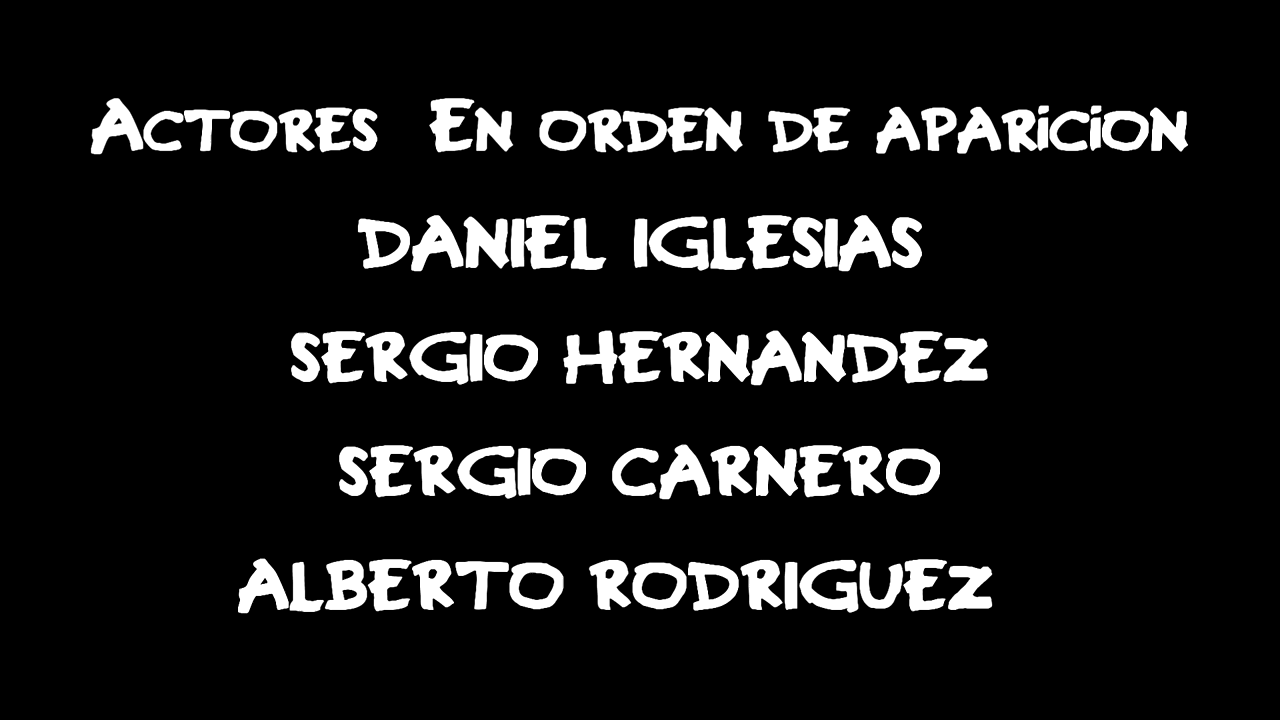 Actores En orden de aparicion
DANIEL IGLESIAS
SERGIO HERNANDEZ
SERGIO CARNERO
ALBERTO RODRIGUEZ